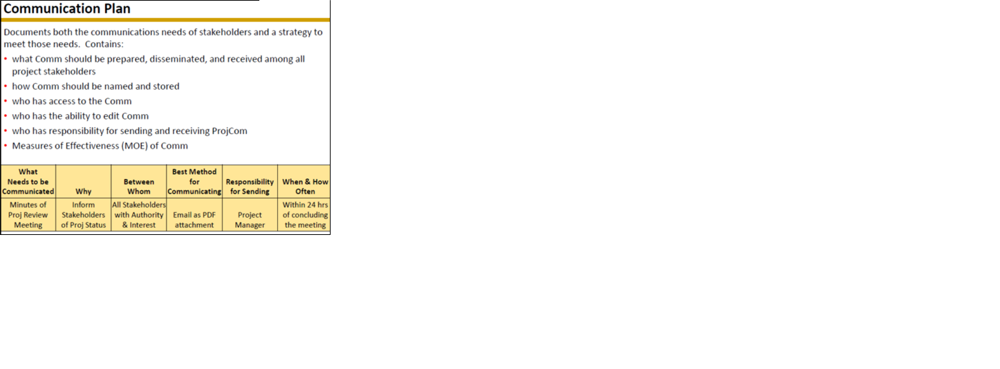 Communication Plan
Documents both the communications needs of stakeholders and a strategy to
meet those needs. Contains:
• what Comm should be prepared, disseminated, and received among all
project stakeholders
• how Comm should be named and stored
• who has access to the Comm
• who has the ability to edit Comm
• who has responsibility for sending and receiving ProjCom
• Measures of Effectiveness (MOE) of Comm
What
Needs to be
Communicated
Why
Between
Whom
Best Method
for
Communicating
Responsibility
for Sending
When & How
Often
Minutes of
Proj Review
Meeting
Inform
Stakeholders
of Proj Status
All Stakeholders
with Authority
& Interest
Email as PDF
attachment
Project
Manager
Within 24 hrs
of concluding
the meeting